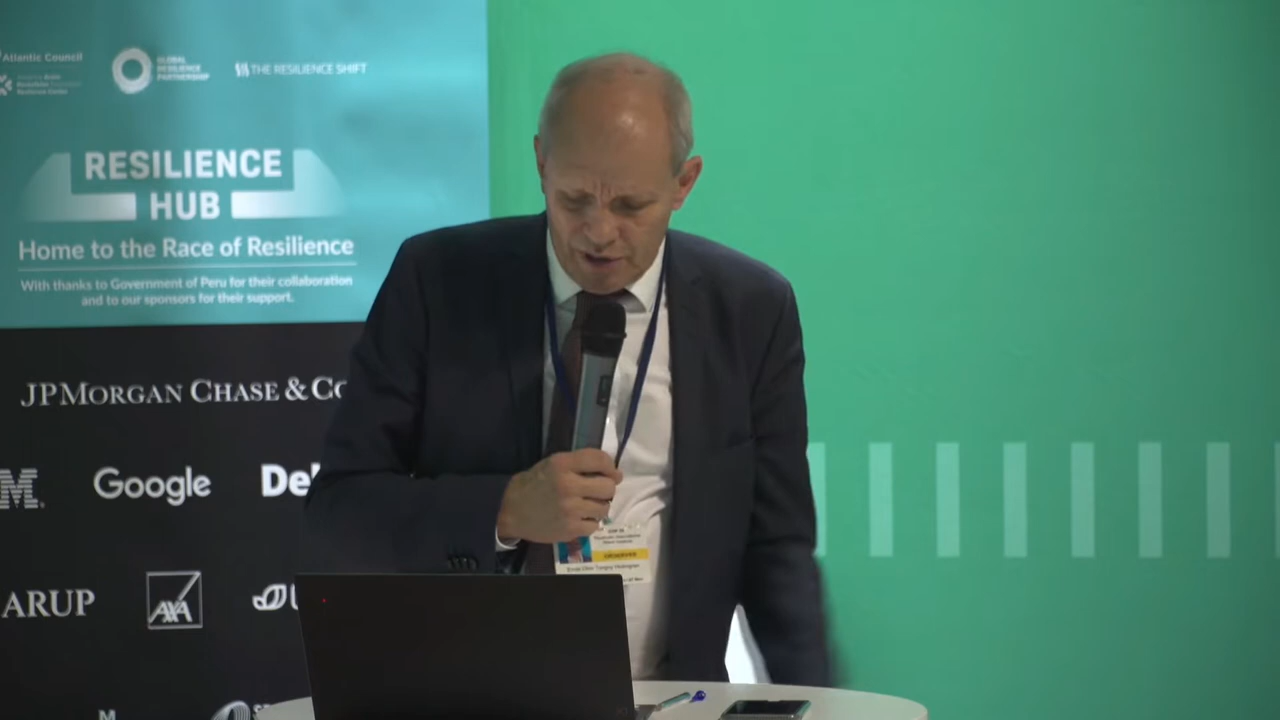 Atlantic Council
GLOBAL
RESILIENCE
PARTNERSHIP
THE RESILIENCE SHIFT
RESILIENCE
HUB
Home to the Race of Resilience
With thanks to Government of Peru for their collaboration
and to our sponsors for their support.
JPMORGAN CHASE & CO
Google
ARUP
AXA
OBSERVER